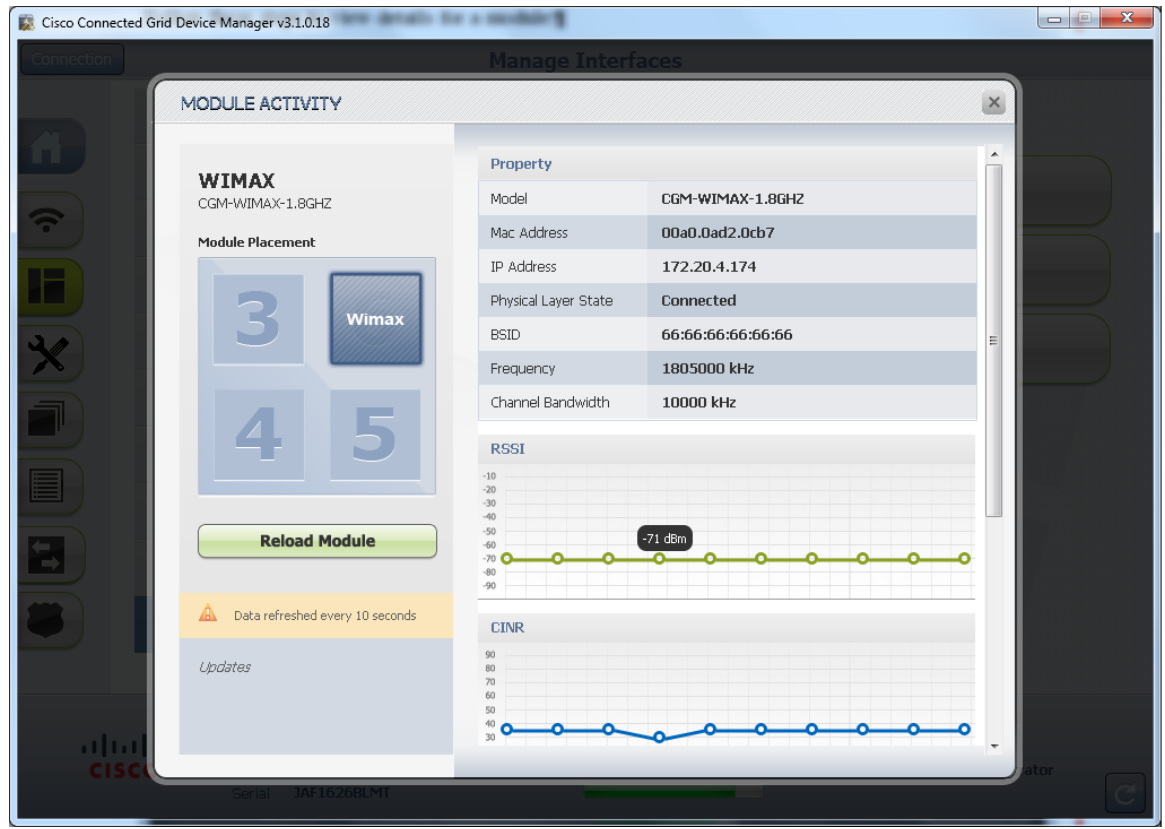 Cisco Connected Grid Device Manager v3.1.0.18
Connection
Manage Interfaces
MODULE ACTIVITY
WIMAX
CGM-WIMAX-1.8GHZ
Module Placement
3
Wimax
4
5
Reload Module
Data refreshed every 10 seconds
Updates
Property
Model CGM-WIMAX-1.8GHZ
Mac Address 00a0.0ad2.0cb7
IP Address 172.20.4.174
Physical Layer State Connected
BSID 66:66:66:66:66:66
Frequency 1805000 kHz
Channel Bandwidth 10000 kHz
RSSI
-10
-20
-30
-40
-50
-60
-70
-80
-90
-71 dBm
CINR
90
80
70
60
50
40
30
CISCO
Serial JAF1626BLMT